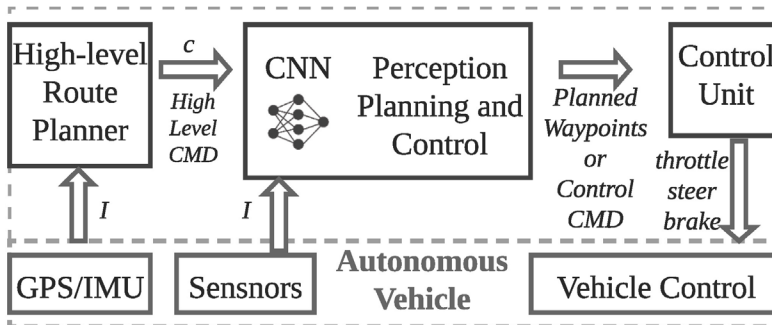 High-level
Route
Planner
c
High
Level
CMD
CNN
Perception
Planning and
Control
Planned
Waypoints
or
Control
CMD
Control
Unit
throttle
steer
brake
I
I
GPS/IMU
Sensnors
Autonomous
Vehicle
Vehicle Control